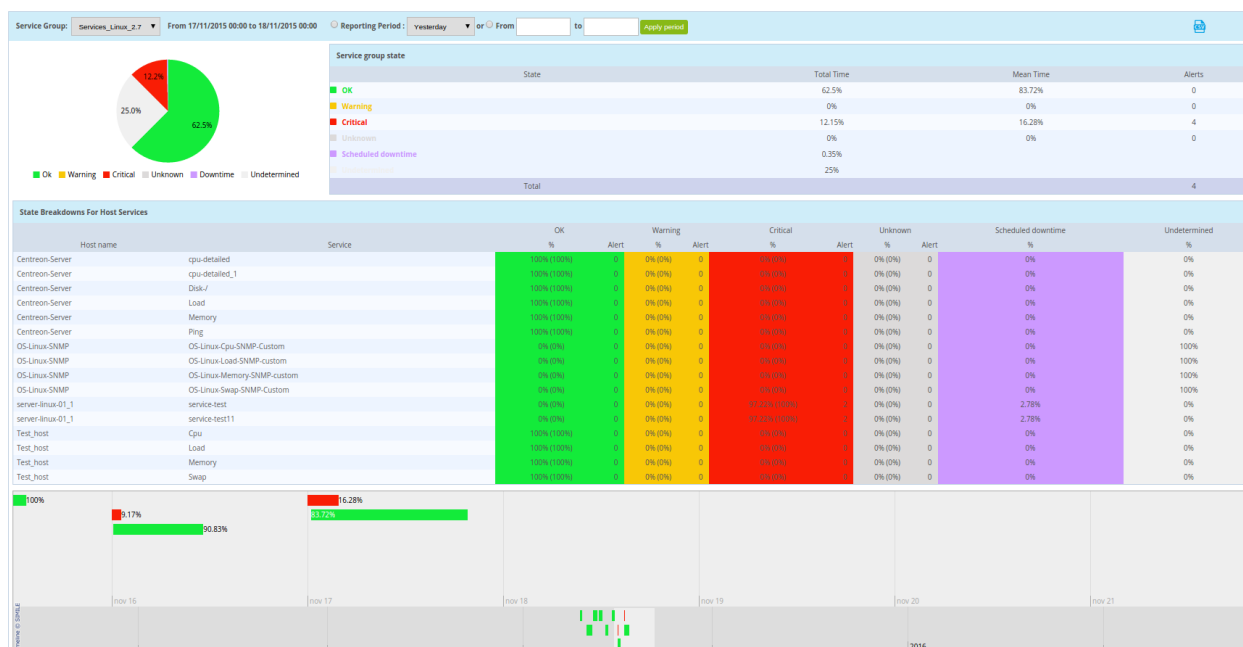 Service Group: Services_Linux_2.7 ▼ From 17/11/2015 00:00 to 18/11/2015 00:00 Reporting Period : Yesterday ▼ or From to Apply period
Service group state
State Total Time Mean Time Alerts
OK 62.5% 83.72% 0
Warning 0% 0% 0
Critical 12.15% 16.28% 4
Unknown 0% 0% 0
Scheduled downtime 0.35%
25%
Total 4
12.2%
25.0%
62.5%
Ok Warning Critical Unknown Downtime Undetermined
State Breakdowns For Host Services
OK Warning Critical Unknown Scheduled downtime Undetermined
Host name Service % Alert % Alert % Alert % Alert % %
Centreon-Server cpu-detailed 100% (100%) 0 0% (0%) 0 0% (0%) 0 0% (0%) 0 0% 0%
Centreon-Server cpu-detailed_1 100% (100%) 0 0% (0%) 0 0% (0%) 0 0% (0%) 0 0% 0%
Centreon-Server Disk-/ 100% (100%) 0 0% (0%) 0 0% (0%) 0 0% (0%) 0 0% 0%
Centreon-Server Load 100% (100%) 0 0% (0%) 0 0% (0%) 0 0% (0%) 0 0% 0%
Centreon-Server Memory 100% (100%) 0 0% (0%) 0 0% (0%) 0 0% (0%) 0 0% 0%
Centreon-Server Ping 100% (100%) 0 0% (0%) 0 0% (0%) 0 0% (0%) 0 0% 0%
OS-Linux-SNMP OS-Linux-Cpu-SNMP-Custom 0% (0%) 0 0% (0%) 0 0% (0%) 0 0% (0%) 0 0% 100%
OS-Linux-SNMP OS-Linux-Load-SNMP-custom 0% (0%) 0 0% (0%) 0 0% (0%) 0 0% (0%) 0 0% 100%
OS-Linux-SNMP OS-Linux-Memory-SNMP-custom 0% (0%) 0 0% (0%) 0 0% (0%) 0 0% (0%) 0 0% 100%
OS-Linux-SNMP OS-Linux-Swap-SNMP-Custom 0% (0%) 0 0% (0%) 0 0% (0%) 0 0% (0%) 0 0% 100%
server-linux-01_1 service-test 0% (0%) 0 0% (0%) 0 97.22% (100%) 0% (0%) 0 2.78% 0%
server-linux-01_1 service-test11 0% (0%) 0 0% (0%) 0 97.22% (100%) 0% (0%) 0 2.78% 0%
Test_host Cpu 100% (100%) 0 0% (0%) 0 0% (0%) 0 0% (0%) 0 0% 0%
Test_host Load 100% (100%) 0 0% (0%) 0 0% (0%) 0 0% (0%) 0 0% 0%
Test_host Memory 100% (100%) 0 0% (0%) 0 0% (0%) 0 0% (0%) 0 0% 0%
Test_host Swap 100% (100%) 0 0% (0%) 0 0% (0%) 0 0% (0%) 0 0% 0%
100% 16.28%
9.17% 83.72%
90.83%
nov 16 nov 17 nov 18 nov 19 nov 20 nov 21
© SIMILE
2016